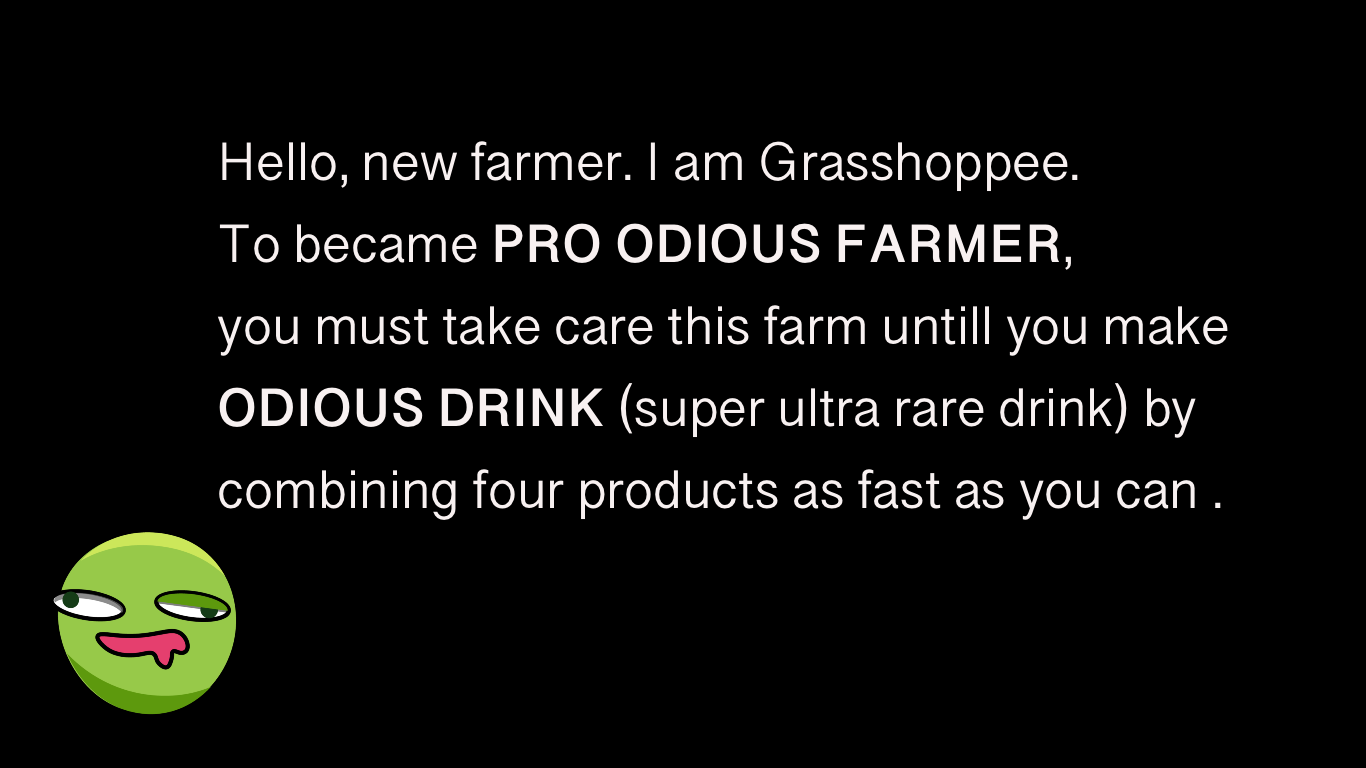 Hello, new farmer. I am Grasshoppee.
To became PRO ODIOUS FARMER,
you must take care this farm untill you make
ODIOUS DRINK (super ultra rare drink) by
combining four products as fast as you can .